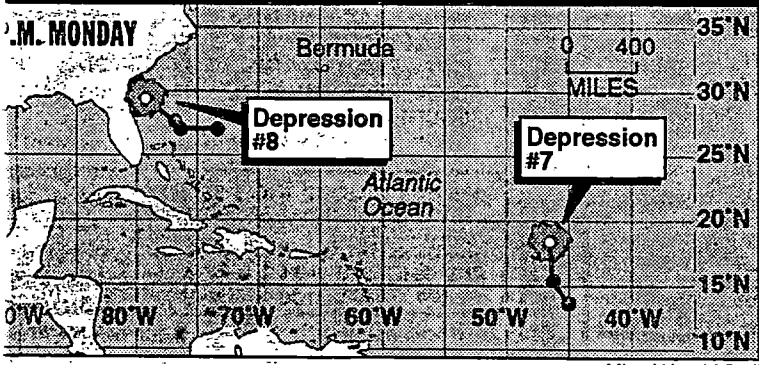 .M. MONDAY
35°N
Bermuda
0 400
MILES
30°N
Depression
#8
Depression
#7
25°N
Atlantic
Ocean
20°N
15°N
0°W 80°W 70°W 60°W 50°W 40°W
10°N